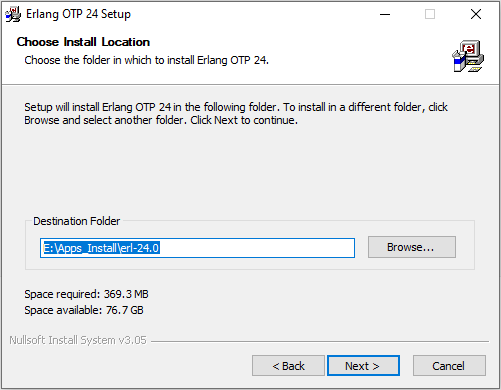 Erlang OTP 24 Setup
Choose Install Location
Choose the folder in which to install Erlang OTP 24.
Setup will install Erlang OTP 24 in the following folder. To install in a different folder, click
Browse and select another folder. Click Next to continue.
Destination Folder
E:\Apps_Install\erl-24.0
Browse...
Space required: 369.3 MB
Space available: 76.7 GB
Nullsoft Install System v3.05
< Back
Next >
Cancel